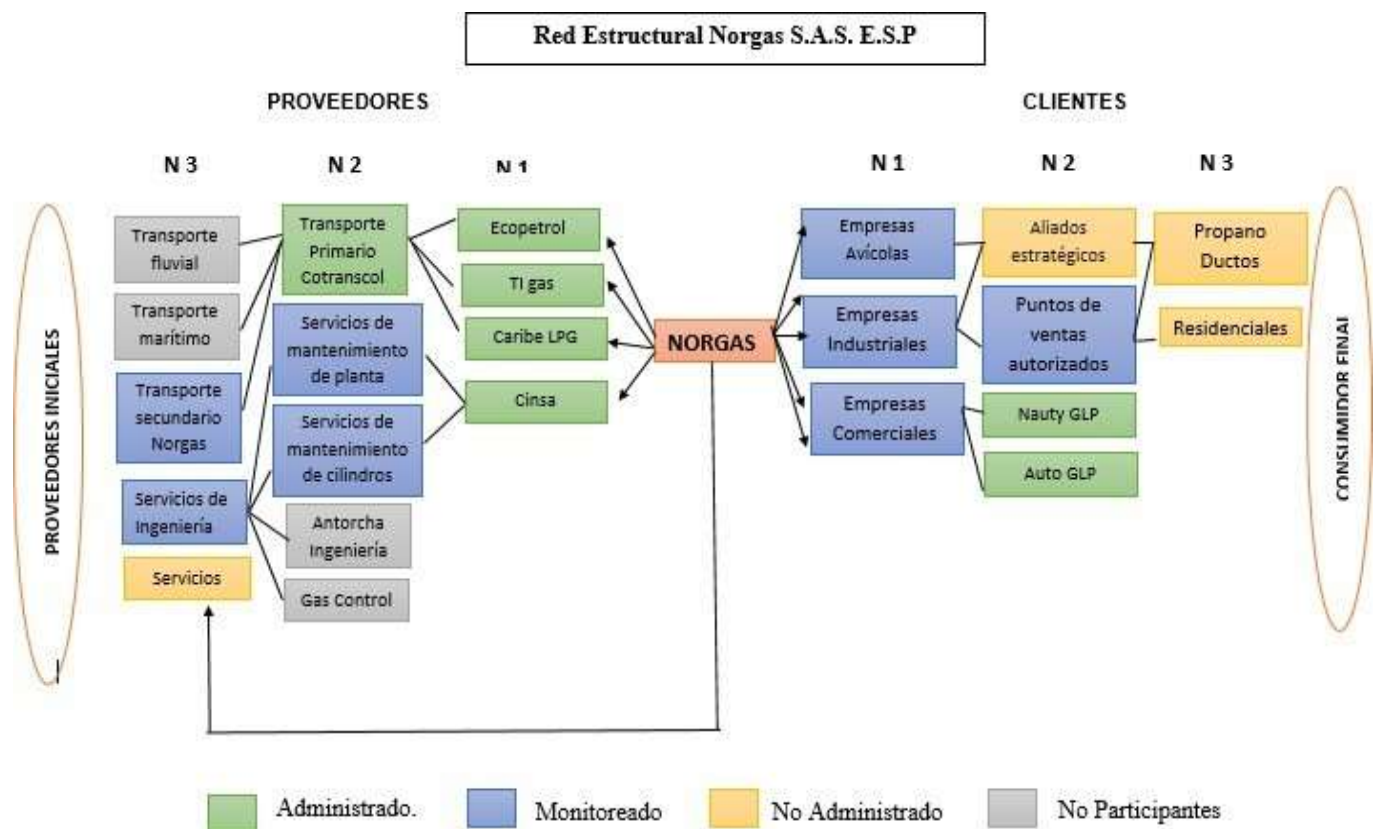 Red Estructural Norgas S.A.S. E.S.P
PROVEEDORES
CLIENTES
N 3
N 2
N 1
N 1
N 2
N 3
PROVEEDORES INICIALES
Transporte
fluvial
Transporte
marítimo
Transporte
secundario
Norgas
Servicios de
Ingeniería
Servicios
Transporte
Primario
Cotranscol
Servicios de
mantenimiento
de planta
Servicios de
mantenimiento
de cilindros
Antorcha
Ingeniería
Gas Control
Ecopetrol
TI gas
Caribe LPG
Cinsa
NORGAS
Empresas
Avícolas
Empresas
Industriales
Empresas
Comerciales
Aliados
estratégicos
Puntos de
ventas
autorizados
Nauty GLP
Auto GLP
Propano
Ductos
Residenciales
CONSUMIDOR FINAL
Administrado.
Monitoreado
No Administrado
No Participantes